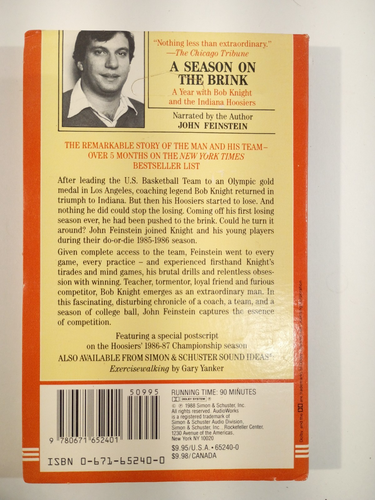 "Nothing less than extraordinary."
—The Chicago Tribune
A SEASON ON
THE BRINK
A Year with Bob Knight
and the Indiana Hoosiers
Narrated by the Author
JOHN FEINSTEIN
THE REMARKABLE STORY OF THE MAN AND HIS TEAM—
OVER 5 MONTHS ON THE NEW YORK TIMES
BESTSELLER LIST
After leading the U.S. Basketball Team to an Olympic gold
medal in Los Angeles, coaching legend Bob Knight returned in
triumph to Indiana. But then his Hoosiers started to lose. And
nothing he did could stop the losing. Coming off his first losing
season ever, he had been pushed to the brink. Could he turn it
around? John Feinstein joined Knight and his young players
during their do-or-die 1985-1986 season.
Given complete access to the team, Feinstein went to every
game, every practice – and experienced firsthand Knight's
tirades and mind games, his brutal drills and relentless obses-
sion with winning. Teacher, tormentor, loyal friend and furious
competitor, Bob Knight emerges as an extraordinary man. In
this fascinating, disturbing chronicle of a coach, a team, and a
season of college ball, John Feinstein captures the essence
of competition.
Featuring a special postscript
on the Hoosiers' 1986-87 Championship season
ALSO AVAILABLE FROM SIMON & SCHUSTER SOUND IDEAS
Exercisewalking by Gary Yanker
50995
9 780671 652401
ISBN 0-671-65240-0
RUNNING TIME: 90 MINUTES
DOLBY SYSTEM
© ℗ 1988 Simon & Schuster, Inc.
All rights reserved. AudioWorks
is a registered trademark of
Simon & Schuster Audio Division,
Simon & Schuster Inc., Rockefeller Center,
1230 Avenue of the Americas,
New York NY 10020
$9.95/U.S.A. • 65240-0
$9.98/CANADA